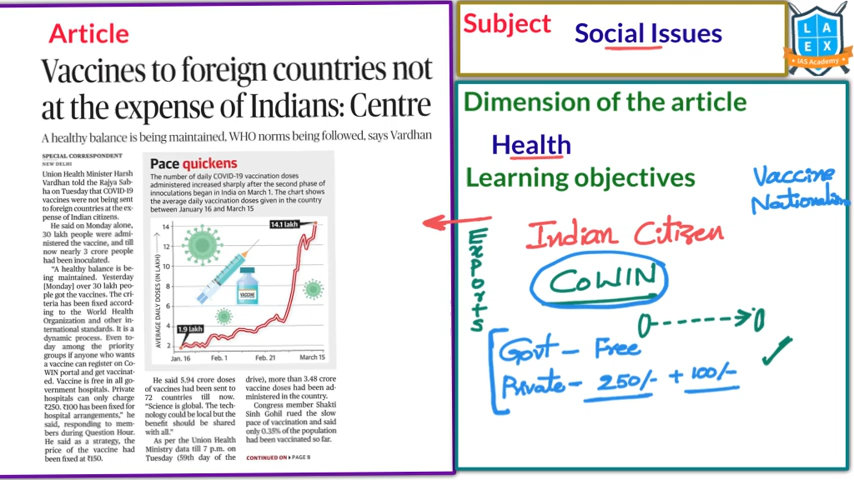 Article
Vaccines to foreign countries not
at the expense of Indians: Centre
A healthy balance is being maintained, WHO norms being followed, says Vardhan
SPECIAL CORRESPONDENT
NEW DELHI
Union Health Minister Harsh
Vardhan told the Rajya Sab-
ha on Tuesday that COVID-19
vaccines were not being sent
to foreign countries at the ex-
pense of Indian citizens.
He said on Monday alone,
30 lakh people were admi-
nistered the vaccine, and till
now nearly 3 crore people
had been inoculated.
"A healthy balance is be-
ing maintained. Yesterday
[Monday] over 30 lakh peo-
ple got the vaccines. The cri-
teria has been fixed accord-
ing to the World Health
Organization and other in-
ternational standards. It is a
dynamic process. Even to-
day among the priority
groups if anyone who wants
a vaccine can register on Co-
WIN portal and get vaccinat-
ed. Vaccine is free in all go-
vernment hospitals. Private
hospitals can only charge
₹250. ₹100 has been fixed for
hospital arrangements," he
said, responding to mem-
bers during Question Hour.
He said as a strategy, the
price of the vaccine had
been fixed at ₹150.
Pace quickens
The number of daily COVID-19 vaccination doses
administered increased sharply after the second phase of
innoculations began in India on March 1. The chart shows
the average daily vaccination doses given in the country
between January 16 and March 15
AVERAGE DAILY DOSES (IN LAKH)
14
12
10
8
6
4
2
14.1 lakh
1.9 lakh
VACCINE
Jan. 16 Feb. 1 Feb. 21 March 15
He said 5.94 crore doses
of vaccines had been sent to
72 countries till now.
"Science is global. The tech-
nology could be local but the
benefit should be shared
with all."
As per the Union Health
Ministry data till 7 p.m. on
Tuesday (59th day of the
drive), more than 3.48 crore
vaccine doses had been ad-
ministered in the country.
Congress member Shakti
Sinh Gohil rued the slow
pace of vaccination and said
only 0.35% of the population
had been vaccinated so far.
CONTINUED ON ▶ PAGE 8
Subject
Social Issues
L A
E X
IAS Academy
Dimension of the article
Health
Learning objectives
Vaccine
Nationalism
Exports
Indian Citizen
CoWIN
Govt – Free
Private – 250/- + 100/-